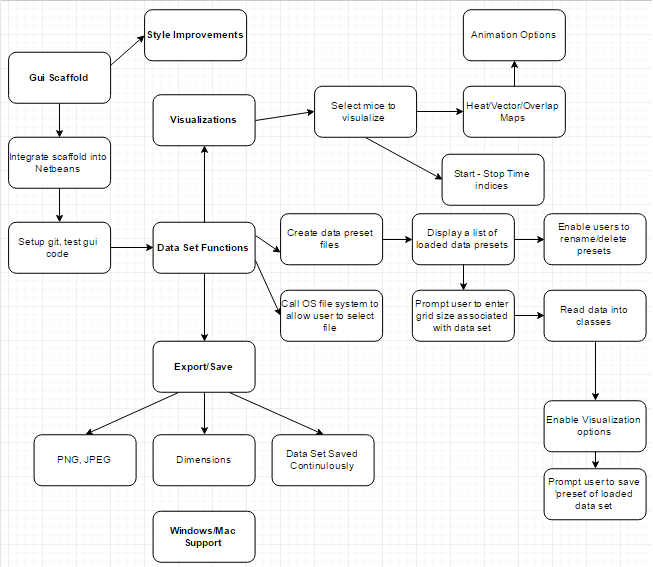 Style Improvements
Animation Options
Gui Scaffold
Visualizations
Select mice to
visulalize
Heat/Vector/Overlap
Maps
Integrate scaffold into
Netbeans
Start - Stop Time
indices
Setup git, test gui
code
Data Set Functions
Create data preset
files
Display a list of
loaded data presets
Enable users to
rename/delete
presets
Call OS file system to
allow user to select
file
Prompt user to enter
grid size associated
with data set
Read data into
classes
Export/Save
Enable Visualization
options
PNG, JPEG
Dimensions
Data Set Saved
Continulously
Prompt user to save
'preset' of loaded
data set
Windows/Mac
Support